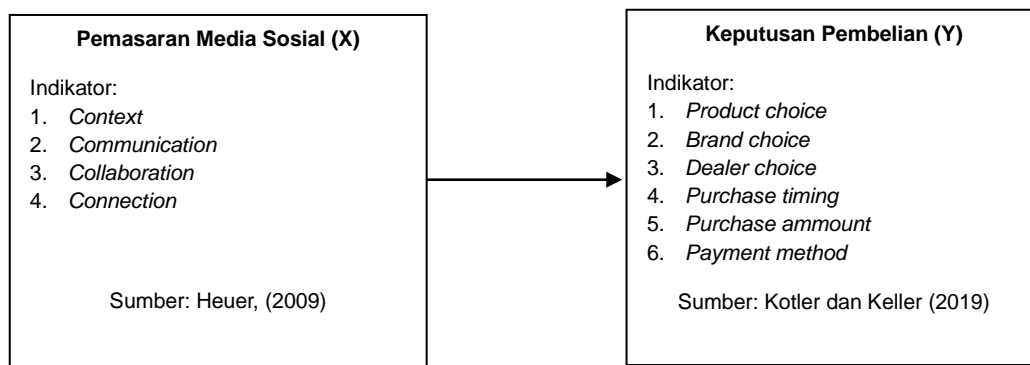 Pemasaran Media Sosial (X)
Indikator:
1. Context
2. Communication
3. Collaboration
4. Connection
Sumber: Heuer, (2009)
Keputusan Pembelian (Y)
Indikator:
1. Product choice
2. Brand choice
3. Dealer choice
4. Purchase timing
5. Purchase ammount
6. Payment method
Sumber: Kotler dan Keller (2019)